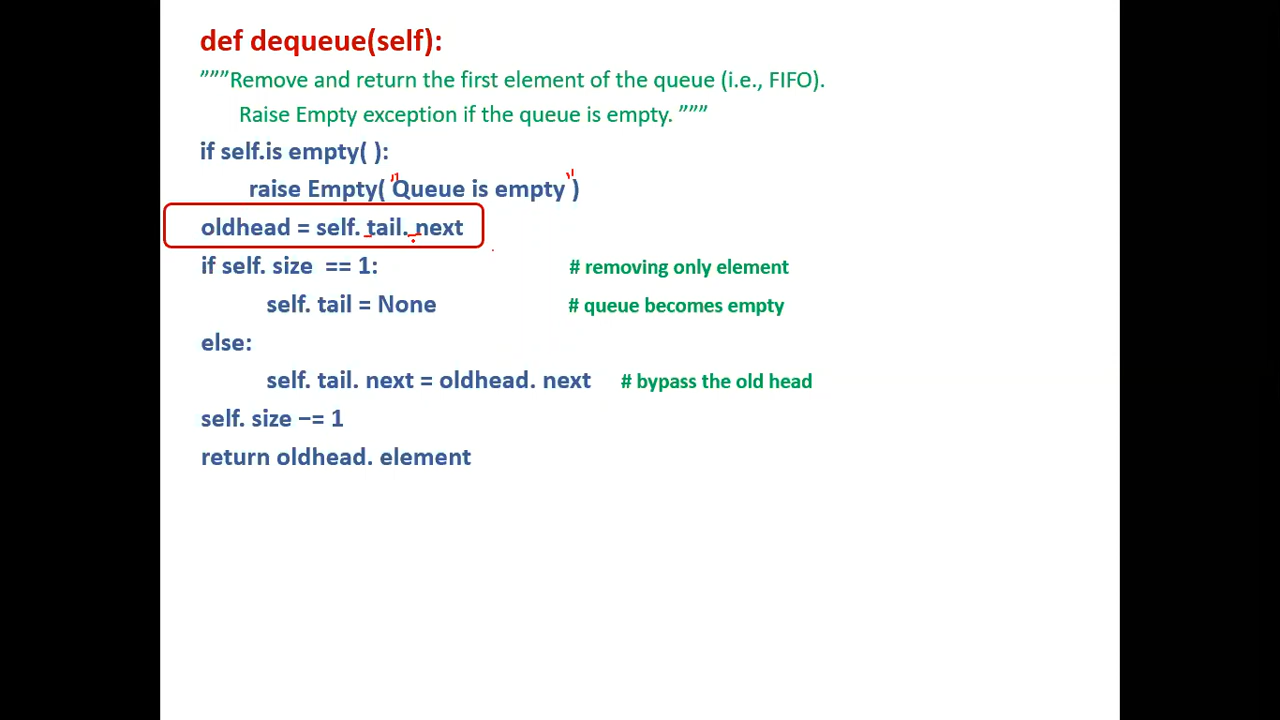 def dequeue(self):
”””Remove and return the first element of the queue (i.e., FIFO).
Raise Empty exception if the queue is empty. ”””
if self.is empty( ):
raise Empty( "Queue is empty ")
oldhead = self. tail. next
if self. size == 1: # removing only element
self. tail = None # queue becomes empty
else:
self. tail. next = oldhead. next # bypass the old head
self. size −= 1
return oldhead. element